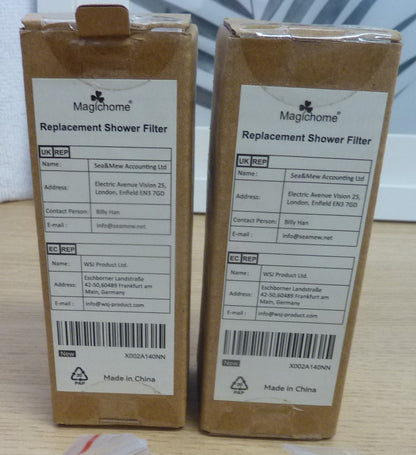 Magichome®
Replacement Shower Filter
UK REP
Name: Sea&Mew Accounting Ltd
Address: Electric Avenue Vision 25,
London, Enfield EN3 7GD
Contact Person: Billy Han
E-mail: info@seamew.net
EC REP
Name: WSJ Product Ltd.
Address: Eschborner Landstraße
42-50,60489 Frankfurt am
Main, Germany
E-mail: info@wsj-product.com
X002A140NN
New
20
PAP
Made in China
Magichome®
Replacement Shower Filter
UK REP
Name: Sea&Mew Accounting Ltd
Address: Electric Avenue Vision 25,
London, Enfield EN3 7GD
Contact Person: Billy Han
E-mail: info@seamew.net
EC REP
Name: WSJ Product Ltd.
Address: Eschborner Landstraße
42-50,60489 Frankfurt am
Main, Germany
E-mail: info@wsj-product.com
X002A140NN
New
20
PAP
Made in China